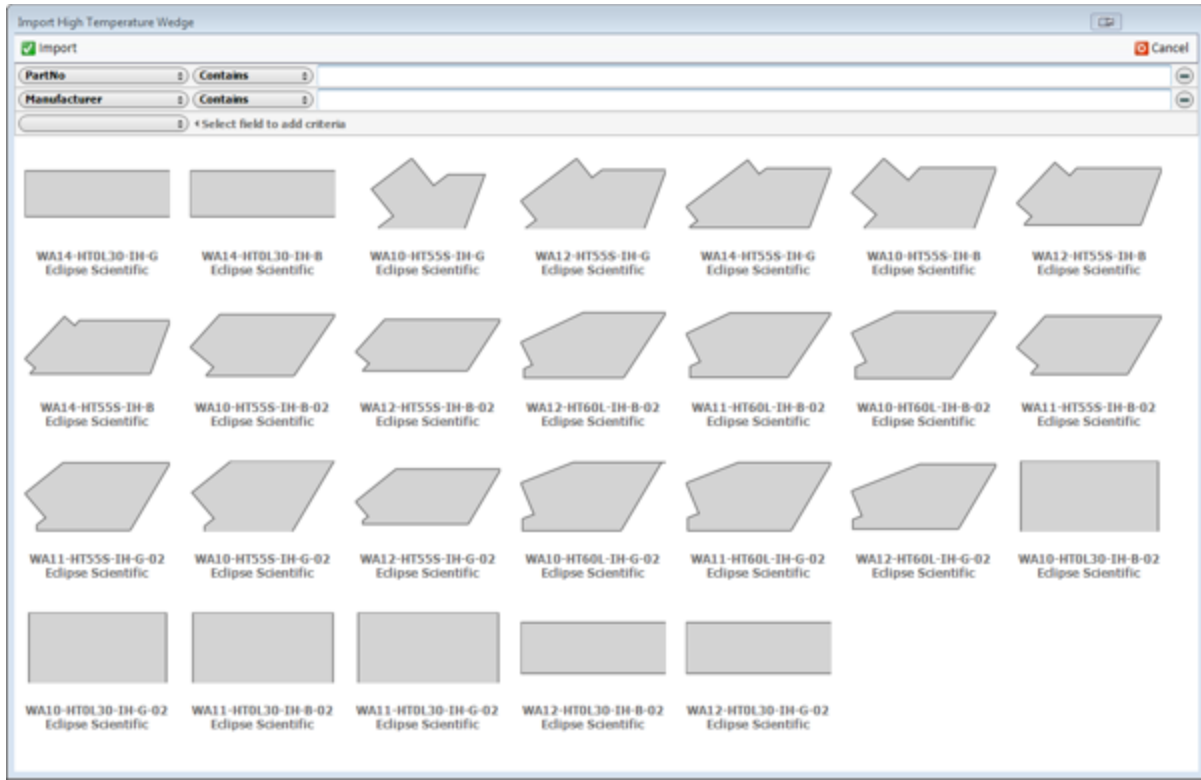 Import High Temperature Wedge
Import
Cancel
PartNo Contains
Manufacturer Contains
Select field to add criteria
WA14-HT0L30-IH-G WA14-HT0L30-IH-B WA10-HT55S-IH-G WA12-HT55S-IH-G WA14-HT55S-IH-G WA10-HT55S-IH-B WA12-HT55S-IH-B
Eclipse Scientific Eclipse Scientific Eclipse Scientific Eclipse Scientific Eclipse Scientific Eclipse Scientific Eclipse Scientific
WA14-HT55S-IH-B WA10-HT55S-IH-B-02 WA12-HT55S-IH-B-02 WA12-HT60L-IH-B-02 WA11-HT60L-IH-B-02 WA10-HT60L-IH-B-02 WA11-HT55S-IH-B-02
Eclipse Scientific Eclipse Scientific Eclipse Scientific Eclipse Scientific Eclipse Scientific Eclipse Scientific Eclipse Scientific
WA11-HT55S-IH-G-02 WA10-HT55S-IH-G-02 WA12-HT55S-IH-G-02 WA10-HT60L-IH-G-02 WA11-HT60L-IH-G-02 WA12-HT60L-IH-G-02 WA10-HT0L30-IH-B-02
Eclipse Scientific Eclipse Scientific Eclipse Scientific Eclipse Scientific Eclipse Scientific Eclipse Scientific Eclipse Scientific
WA10-HT0L30-IH-G-02 WA11-HT0L30-IH-B-02 WA11-HT0L30-IH-G-02 WA12-HT0L30-IH-B-02 WA12-HT0L30-IH-G-02
Eclipse Scientific Eclipse Scientific Eclipse Scientific Eclipse Scientific Eclipse Scientific